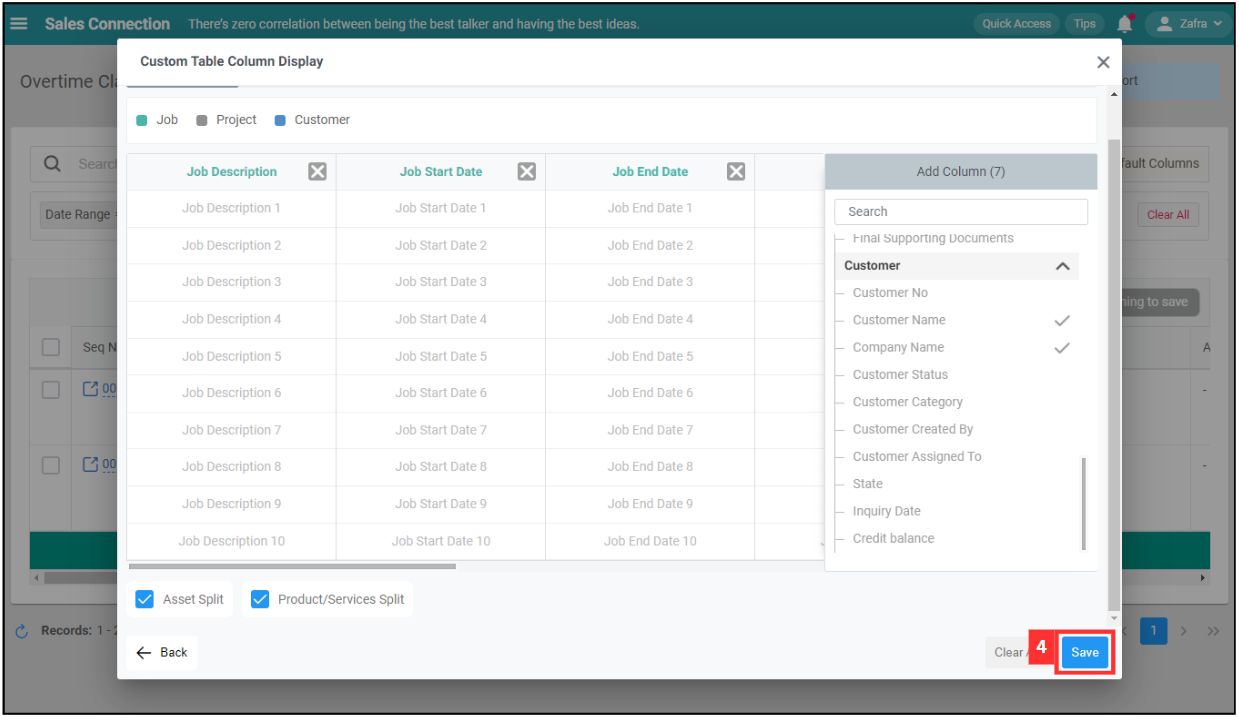 Sales Connection There's zero correlation between being the best talker and having the best ideas. Quick Access Tips Zafra
Custom Table Column Display
Overtime
Job Project Customer
Job Description Job Start Date Job End Date Add Column (7)
Columns
Search
Date Range Clear All
Job Description 1 Job Start Date 1 Job End Date 1
Job Description 2 Job Start Date 2 Job End Date 2
Job Description 3 Job Start Date 3 Job End Date 3
Job Description 4 Job Start Date 4 Job End Date 4
Job Description 5 Job Start Date 5 Job End Date 5
Job Description 6 Job Start Date 6 Job End Date 6
Job Description 7 Job Start Date 7 Job End Date 7
Job Description 8 Job Start Date 8 Job End Date 8
Job Description 9 Job Start Date 9 Job End Date 9
Job Description 10 Job Start Date 10 Job End Date 10
Search
Final Supporting Documents
Customer
Customer No
Customer Name
Company Name
Customer Status
Customer Category
Customer Created By
Customer Assigned To
State
Inquiry Date
Credit balance
to save
Seq
00
00
Asset Split Product/Services Split
Records: 1 - 1
Back Clear 4 Save